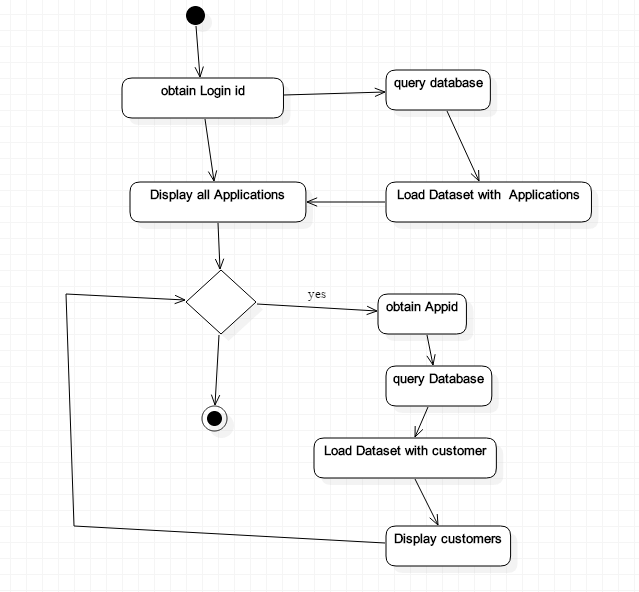 obtain Login id
query database
Display all Applications
Load Dataset with  Applications
yes
obtain Appid
query Database
Load Dataset with customer
Display customers